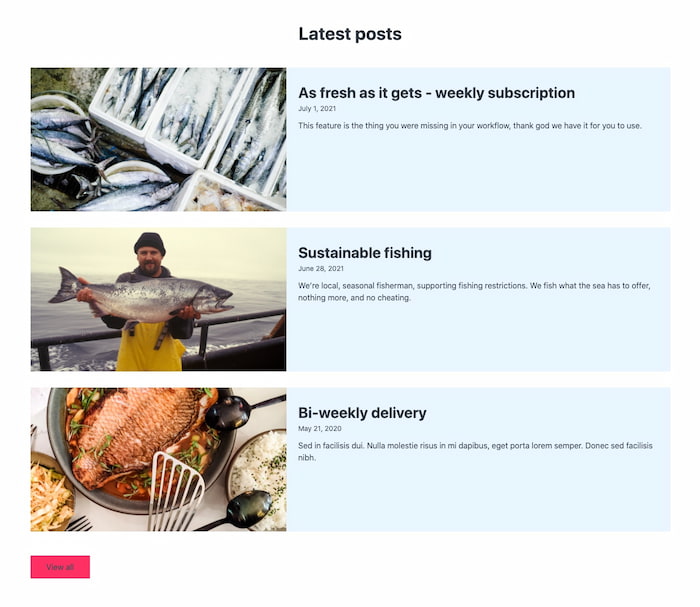 Latest posts
As fresh as it gets - weekly subscription
July 1, 2021
This feature is the thing you were missing in your workflow, thank god we have it for you to use.
Sustainable fishing
June 28, 2021
We're local, seasonal fisherman, supporting fishing restrictions. We fish what the sea has to offer,
nothing more, and no cheating.
Bi-weekly delivery
May 21, 2020
Sed in facilisis dui. Nulla molestie risus in mi dapibus, eget porta lorem semper. Donec sed facilisis
nibh.
View all